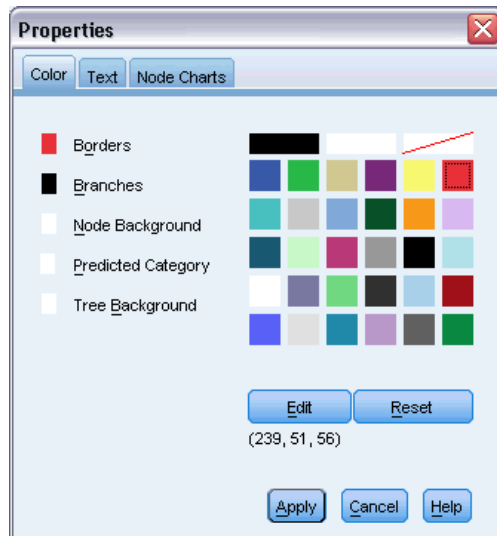 Properties
Color Text Node Charts
Borders
Branches
Node Background
Predicted Category
Tree Background
Edit Reset
(239, 51, 56)
Apply Cancel Help